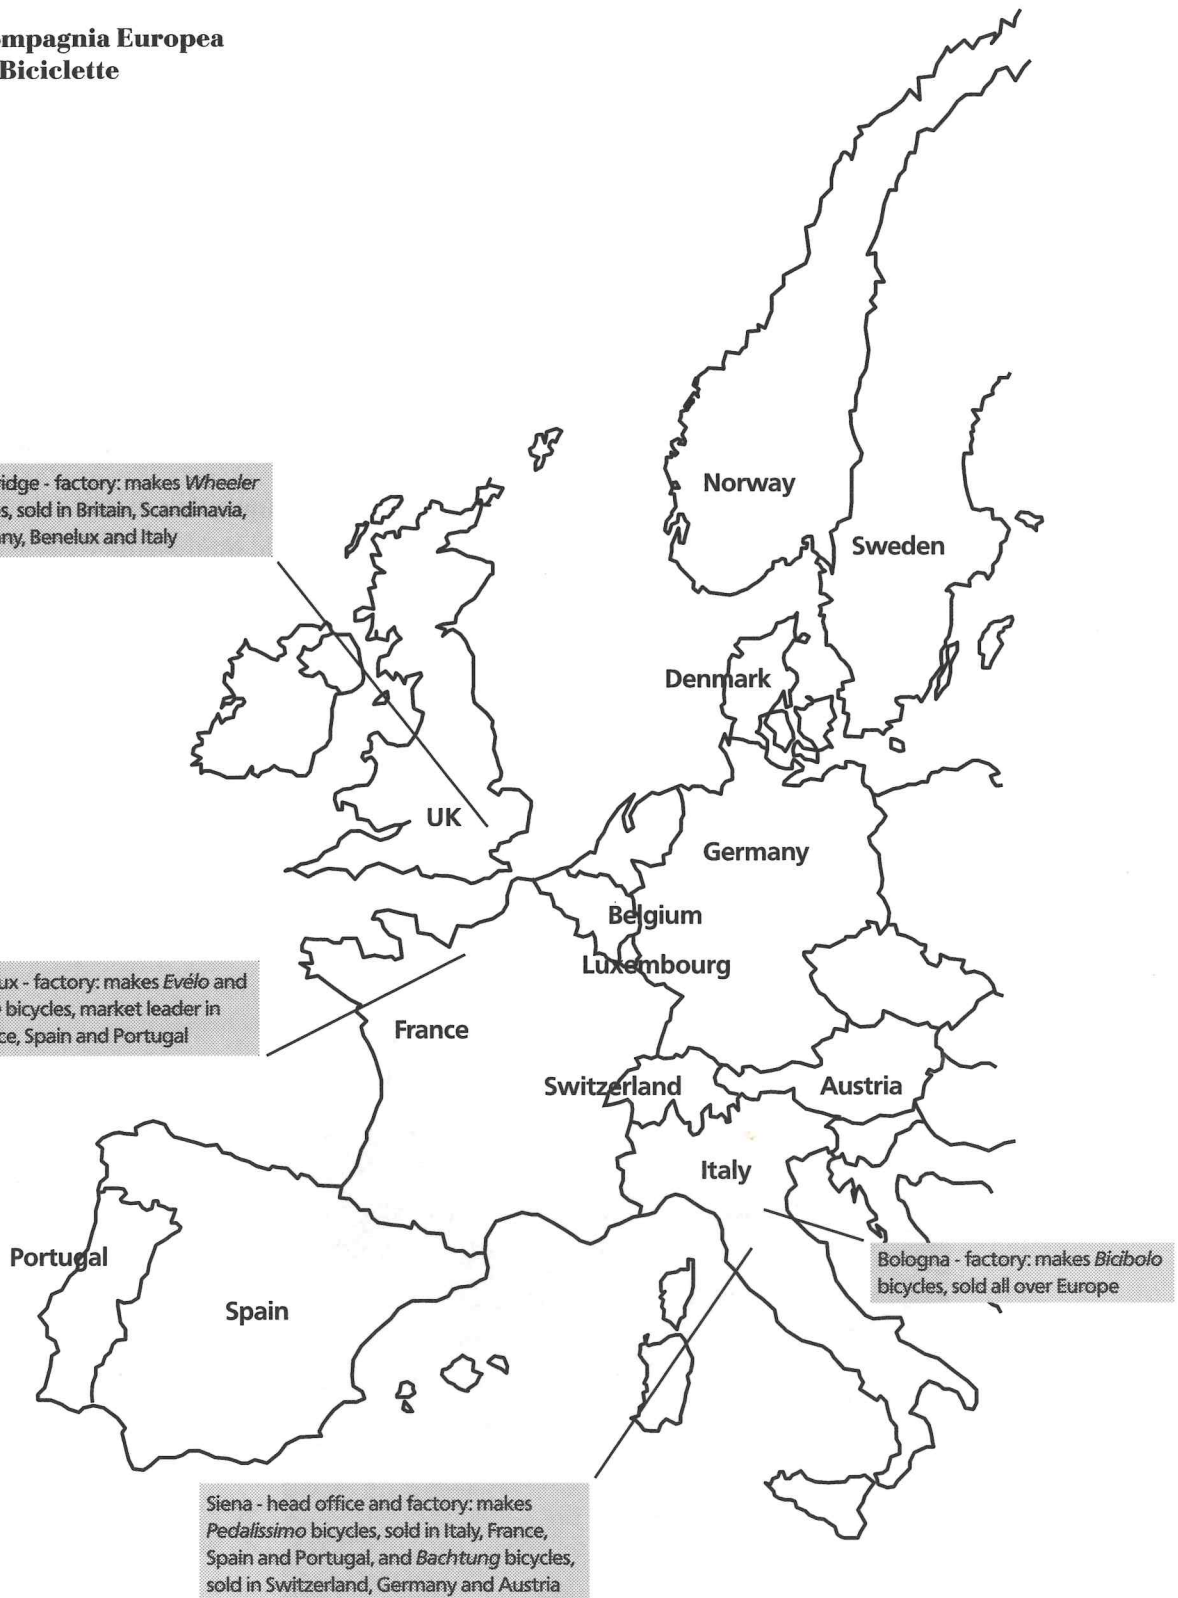 mpagnia Europea
Biciclette
Norway
Sweden
idge - factory: makes Wheeler
s, sold in Britain, Scandinavia,
ny, Benelux and Italy
Denmark
UK
Germany
Belgium
Luxembourg
ux - factory: makes Evélo and
bicycles, market leader in
ce, Spain and Portugal
France
Switzerland
Austria
Italy
Portugal
Spain
Bologna - factory: makes Bicibolo
bicycles, sold all over Europe
Siena - head office and factory: makes
Pedalissimo bicycles, sold in Italy, France,
Spain and Portugal, and Bachtung bicycles,
sold in Switzerland, Germany and Austria